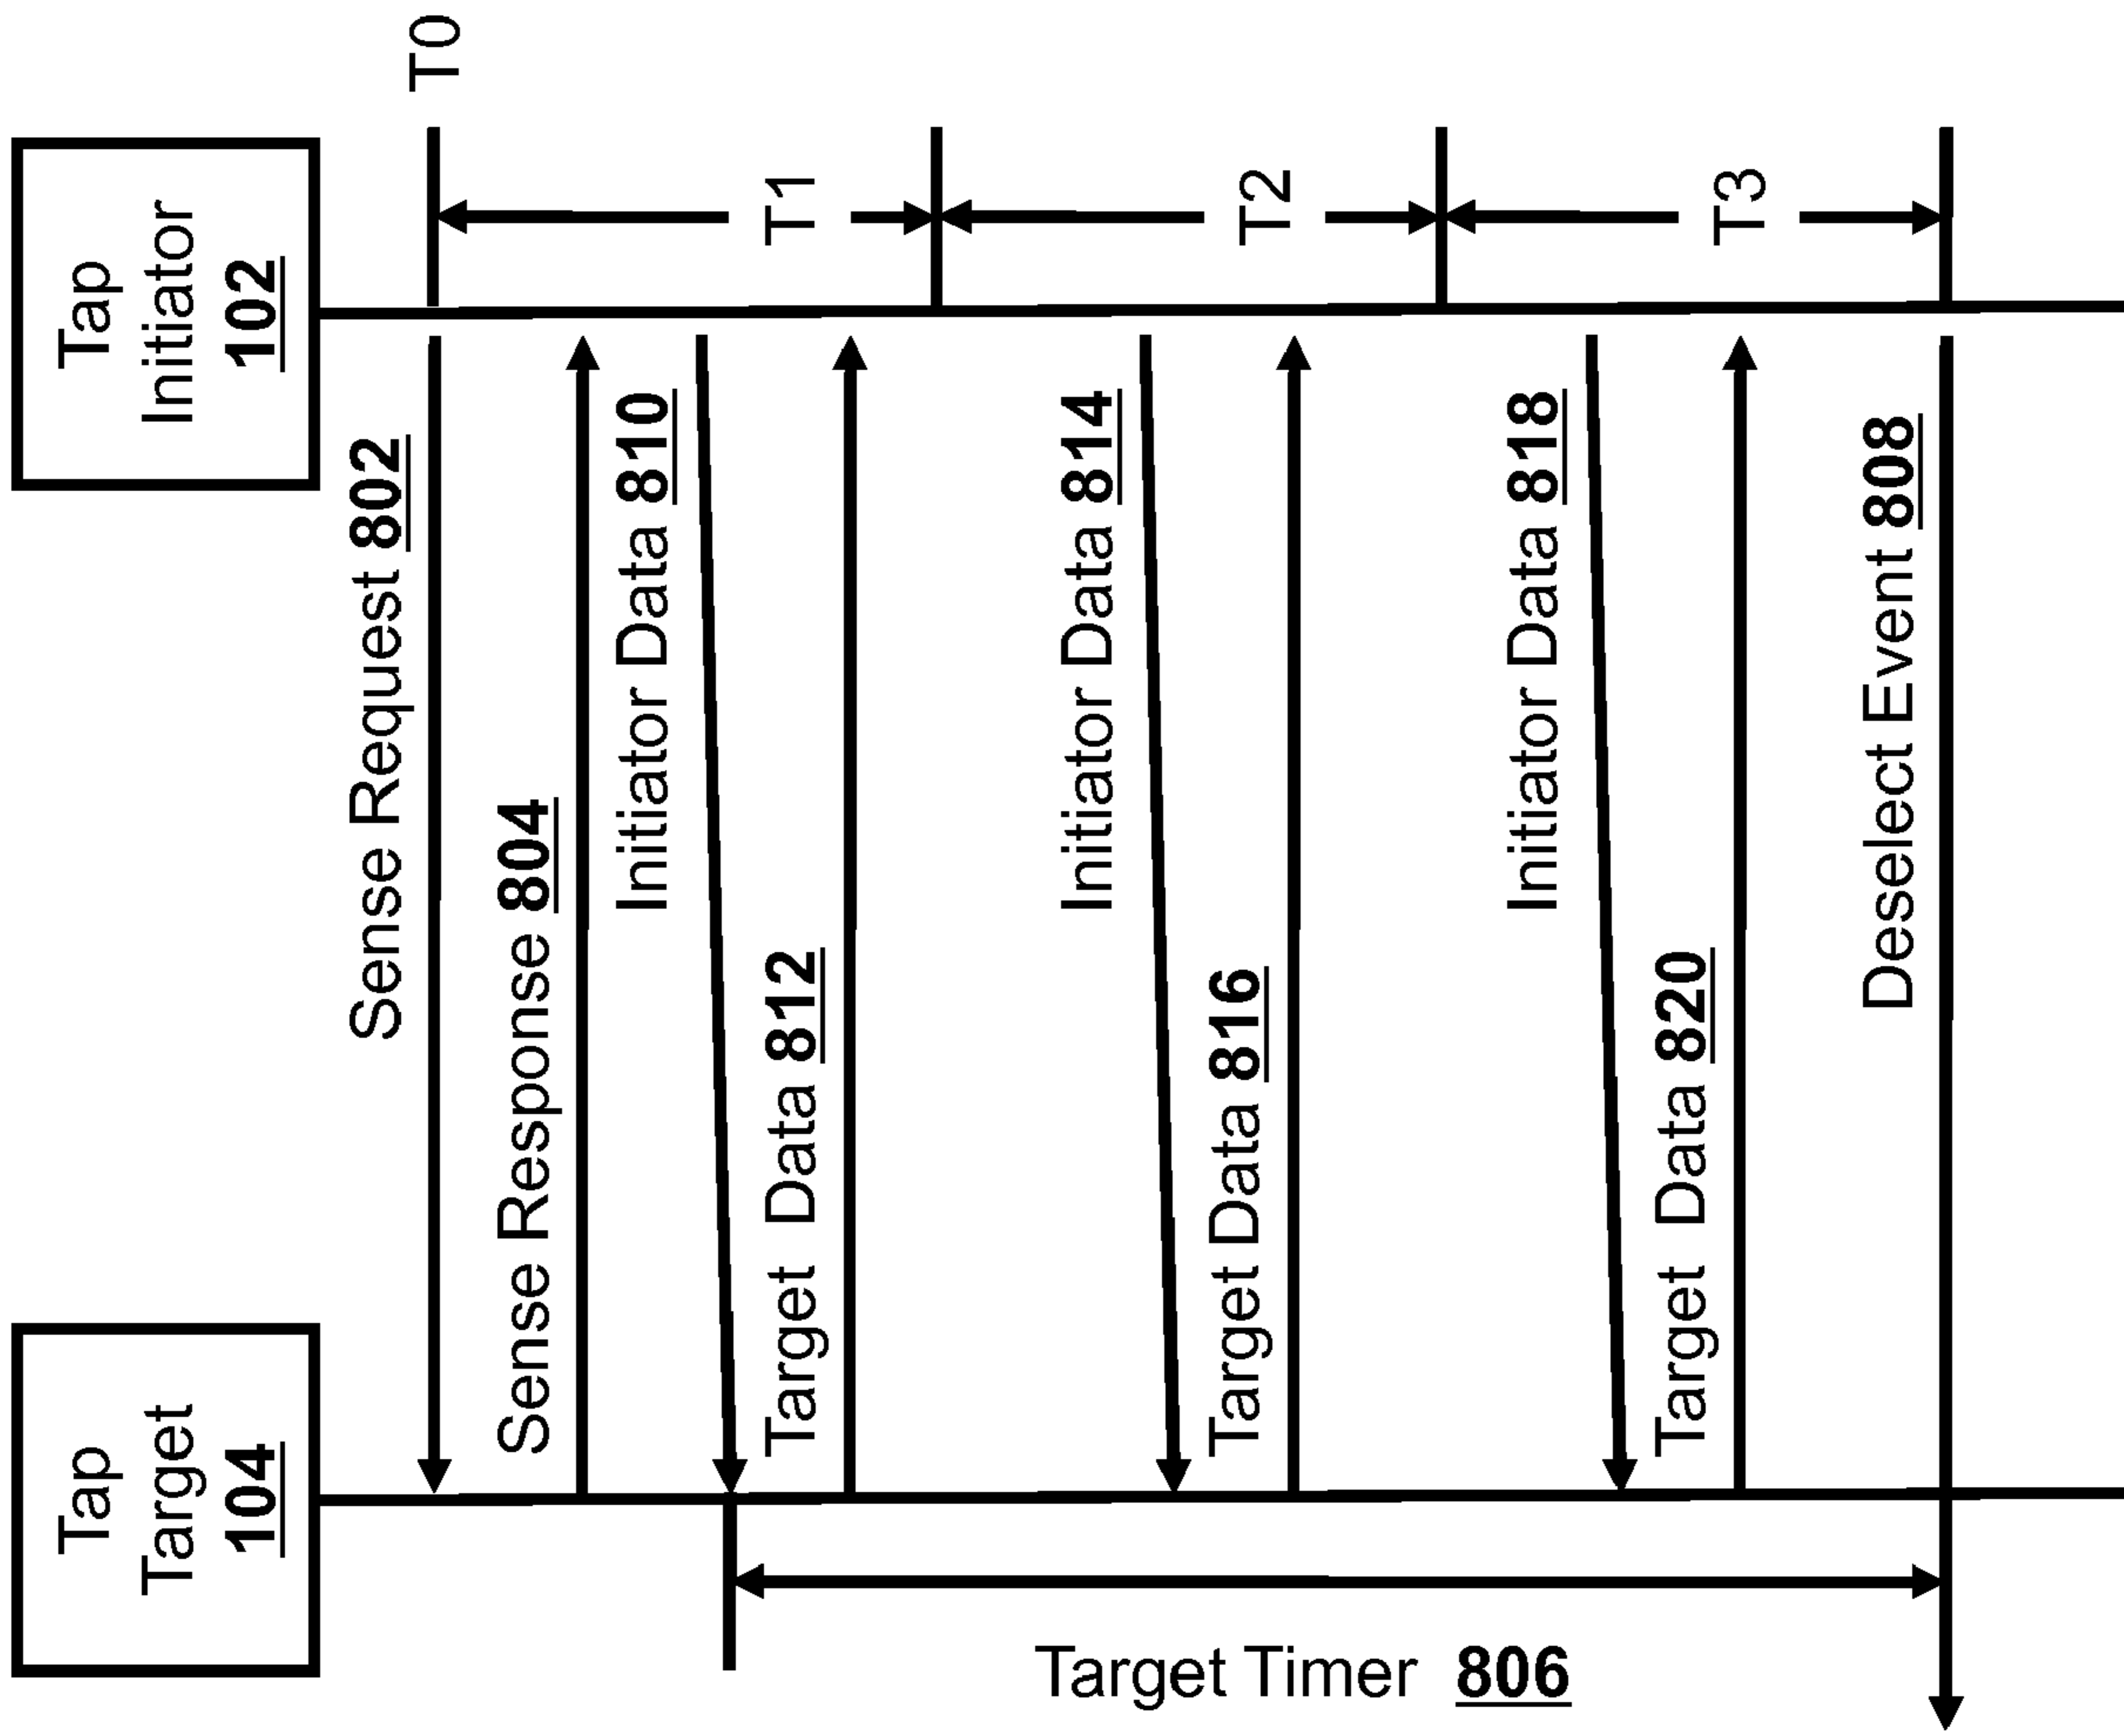 Tap
Target
104
Tap
Initiator
102
T0
Sense Request 802
Sense Response 804
Initiator Data 810
T1
Target Data 812
Initiator Data 814
T2
Target Data 816
Initiator Data 818
T3
Target Data 820
Deselect Event 808
Target Timer 806